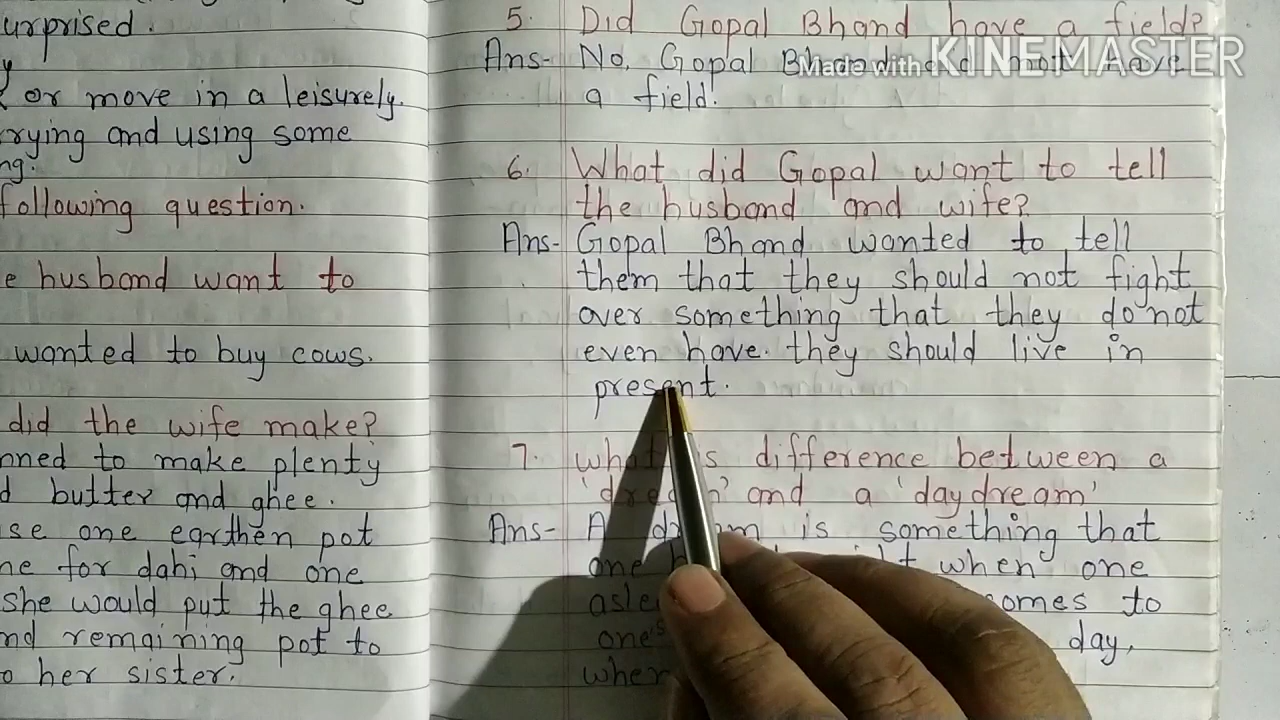 urprised.
y
or move in a leisurely.
rying and using some
ng.
following question.
e husband want to
wanted to buy cows.
did the wife make?
nned to make plenty
d butter and ghee.
se one earthen pot
ne for dahi and one
she would put the ghee
nd remaining pot to
o her sister.
5. Did Gopal Bhand have a field?
Ans- No, Gopal Bhand did not have
a field!
Made with KINEMASTER
6. What did Gopal want to tell
the husband and wife?
Ans- Gopal Bhand wanted to tell
them that they should not fight
over something that they do not
even have. they should live in
present.
7. what is difference between a
'dream' and a 'daydream'
Ans- A dream is something that
one when one
asle comes to
one's day,
when